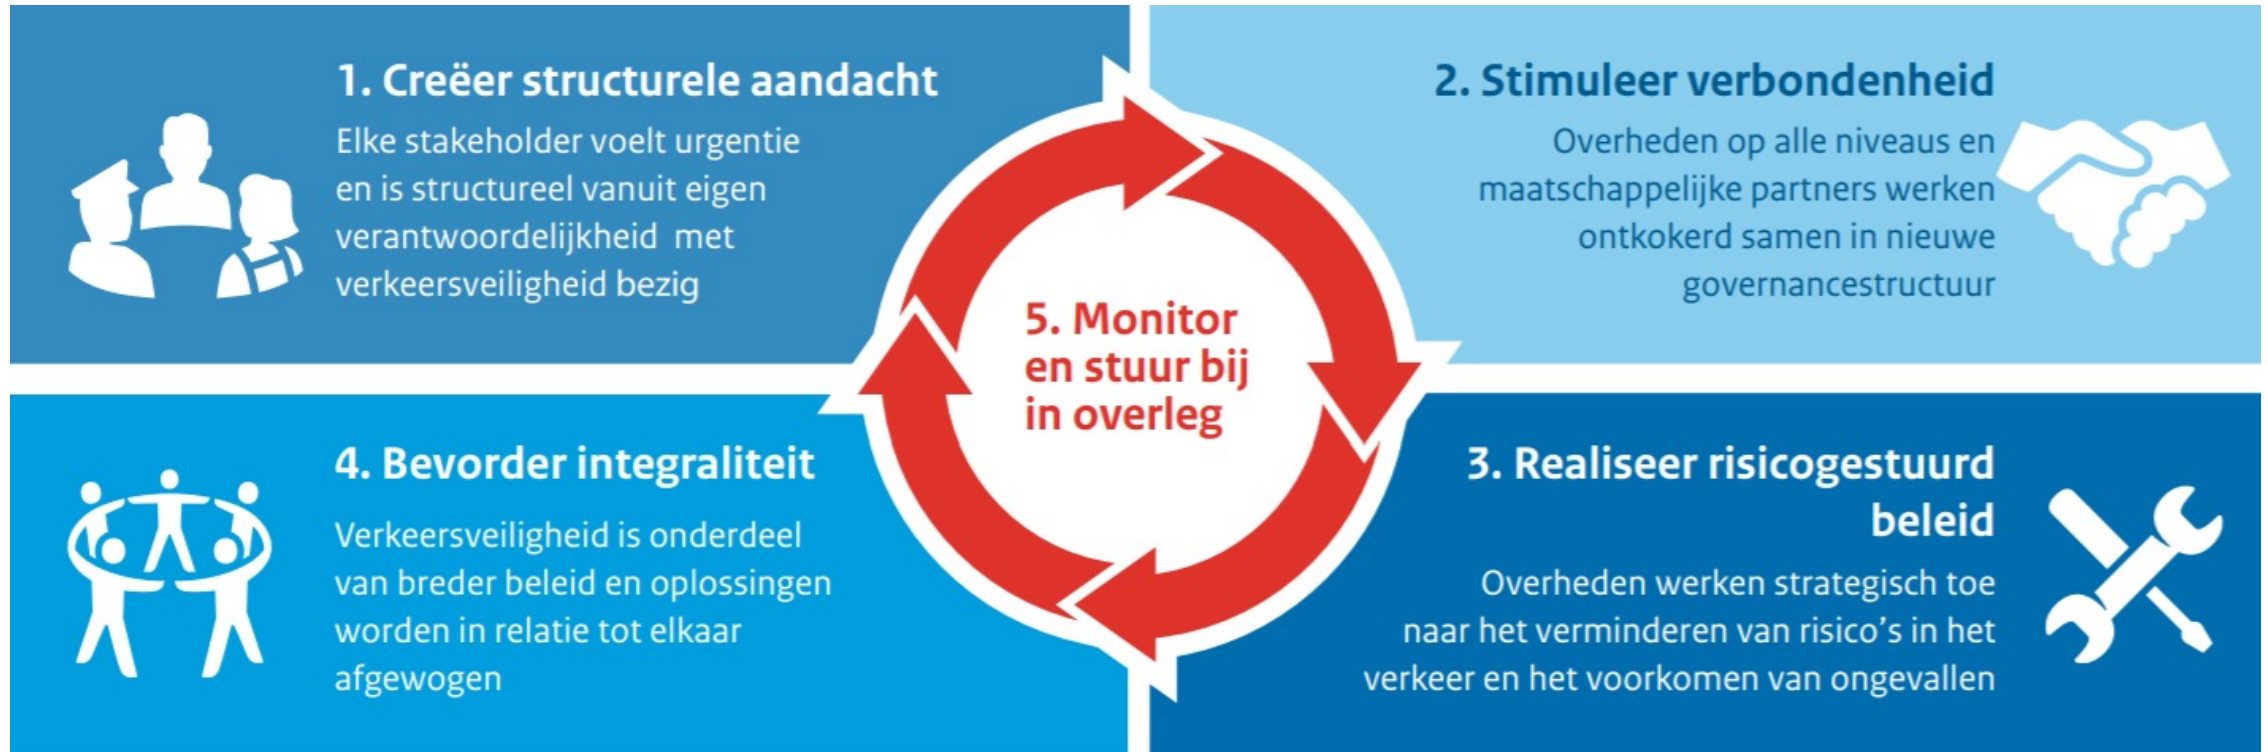 1. Creëer structurele aandacht
Elke stakeholder voelt urgentie
en is structureel vanuit eigen
verantwoordelijkheid met
verkeersveiligheid bezig
2. Stimuleer verbondenheid
Overheden op alle niveaus en
maatschappelijke partners werken
ontkokerd samen in nieuwe
governancestructuur
3. Realiseer risicogestuurd
beleid
Overheden werken strategisch toe
naar het verminderen van risico's in het
verkeer en het voorkomen van ongevallen
4. Bevorder integraliteit
Verkeersveiligheid is onderdeel
van breder beleid en oplossingen
worden in relatie tot elkaar
afgewogen
5. Monitor
en stuur bij
in overleg